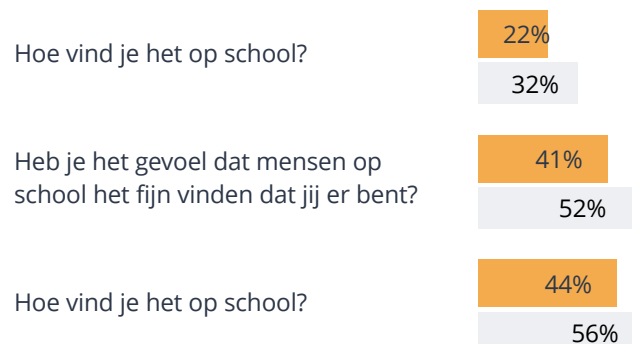 Hoe vind je het op school?
22%
32%
Heb je het gevoel dat mensen op
school het fijn vinden dat jij er bent?
41%
52%
Hoe vind je het op school?
44%
56%